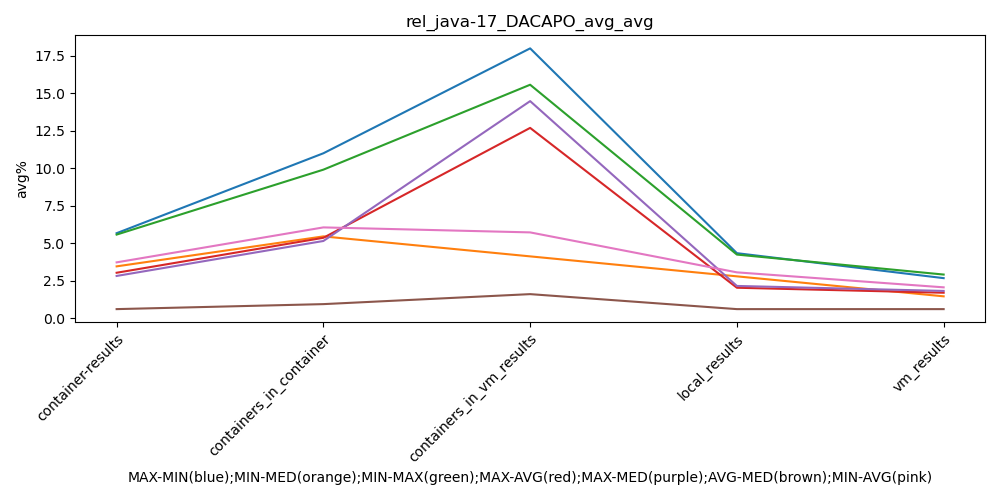 rel_java-17_DACAPO_avg_avg
17.5
15.0
12.5
10.0
7.5
5.0
2.5
0.0
avg%
container-results
containers_in_container
containers_in_vm_results
local_results
vm_results
MAX-MIN(blue);MIN-MED(orange);MIN-MAX(green);MAX-AVG(red);MAX-MED(purple);AVG-MED(brown);MIN-AVG(pink)